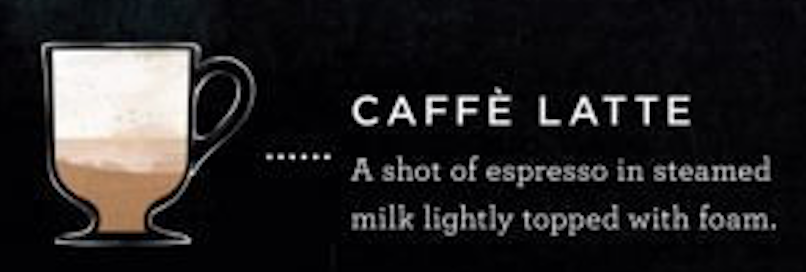 CAFFÈ LATTE
A shot of espresso in steamed
milk lightly topped with foam.